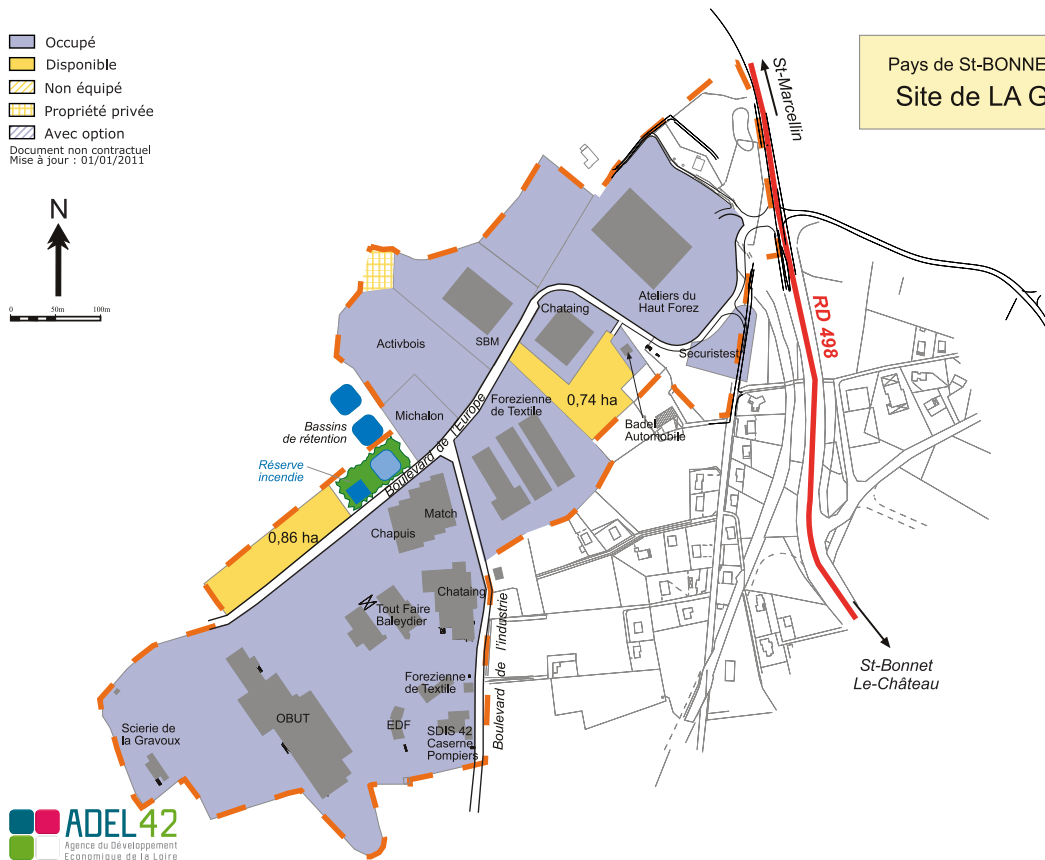 Occupé
Disponible
Non équipé
Propriété privée
Avec option
Document non contractuel
Mise à jour : 01/01/2011
N
0 50m 100m
Pays de St-BONNE
Site de LA G
St-Marcellin
RD 498
Ateliers du
Haut Forez
Chataing
SBM
Activbois
Sécuristest
0,74 ha
Forezienne
de Textile
Badel
Automobile
Michalon
Boulevard de l'Europe
Bassins
de rétention
Réserve
incendie
0,86 ha
Match
Chapuis
Chataing
Tout Faire
Baleydier
Boulevard de l'industrie
St-Bonnet
Le-Château
Forezienne
de Textile
OBUT
EDF
SDIS 42
Caserne
Pompiers
Scierie de
la Gravoux
ADEL42
Agence du Développement
Economique de la Loire